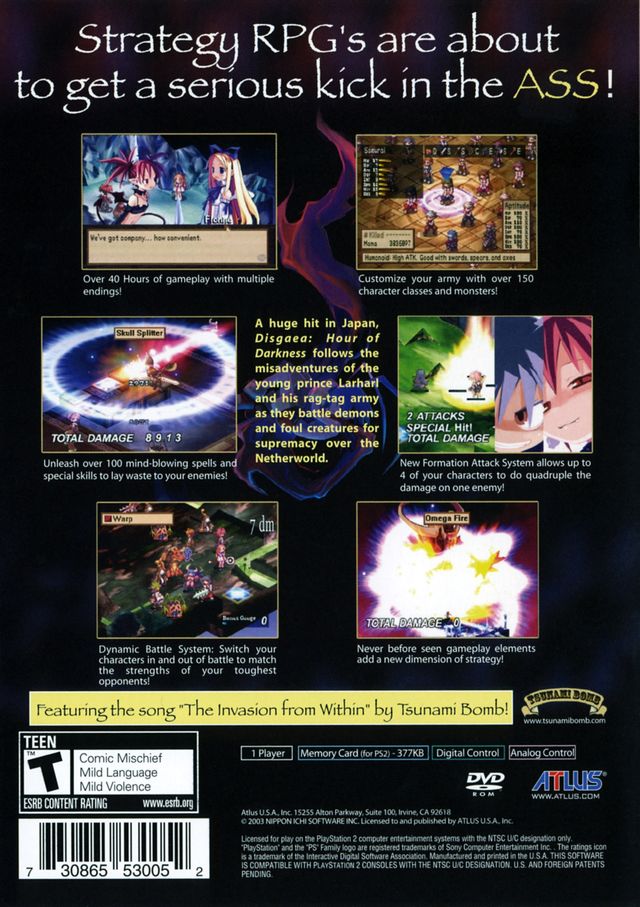 Strategy RPG's are about
to get a serious kick in the ASS!
Fredra
We've got company... how convenient.
Over 40 Hours of gameplay with multiple
endings!
Samurai
Aptitude
# Killed
Mana 3835897
Humanoid High ATK. Good with swords, spears, and axes
Customize your army with over 150
character classes and monsters!
Skull Splitter
TOTAL DAMAGE 8913
Unleash over 100 mind-blowing spells and
special skills to lay waste to your enemies!
A huge hit in Japan,
Disgaea: Hour of
Darkness follows the
misadventures of the
young prince Larharl
and his rag-tag army
as they battle demons
and foul creatures for
supremacy over the
Netherworld.
2 ATTACKS
SPECIAL Hit!
TOTAL DAMAGE
New Formation Attack System allows up to
4 of your characters to do quadruple the
damage on one enemy!
Warp
7 dm
Bonus Gauge 0
Dynamic Battle System: Switch your
characters in and out of battle to match
the strengths of your toughest
opponents!
Omega Fire
TOTAL DAMAGE 0
Never before seen gameplay elements
add a new dimension of strategy!
Featuring the song "The Invasion from Within" by Tsunami Bomb!
TSUNAMI BOMB
www.tsunamibomb.com
TEEN
T
Comic Mischief
Mild Language
Mild Violence
ESRB CONTENT RATING www.esrb.org
1 Player
Memory Card (for PS2) - 377KB
Digital Control
Analog Control
DVD
ROM
ATLUS
WWW.ATLUS.COM
Atlus U.S.A., Inc. 15255 Alton Parkway, Suite 100, Irvine, CA 92618
© 2003 NIPPON ICHI SOFTWARE INC. Licensed to and published by ATLUS U.S.A., Inc.
Licensed for play on the PlayStation 2 computer entertainment systems with the NTSC U/C designation only.
"PlayStation" and the "PS" Family logo are registered trademarks of Sony Computer Entertainment Inc. . The ratings icon
is a trademark of the Interactive Digital Software Association. Manufactured and printed in the U.S.A. THIS SOFTWARE
IS COMPATIBLE WITH PLAYSTATION 2 CONSOLES WITH THE NTSC U/C DESIGNATION. U.S. AND FOREIGN PATENTS
PENDING.
7 30865 53005 2